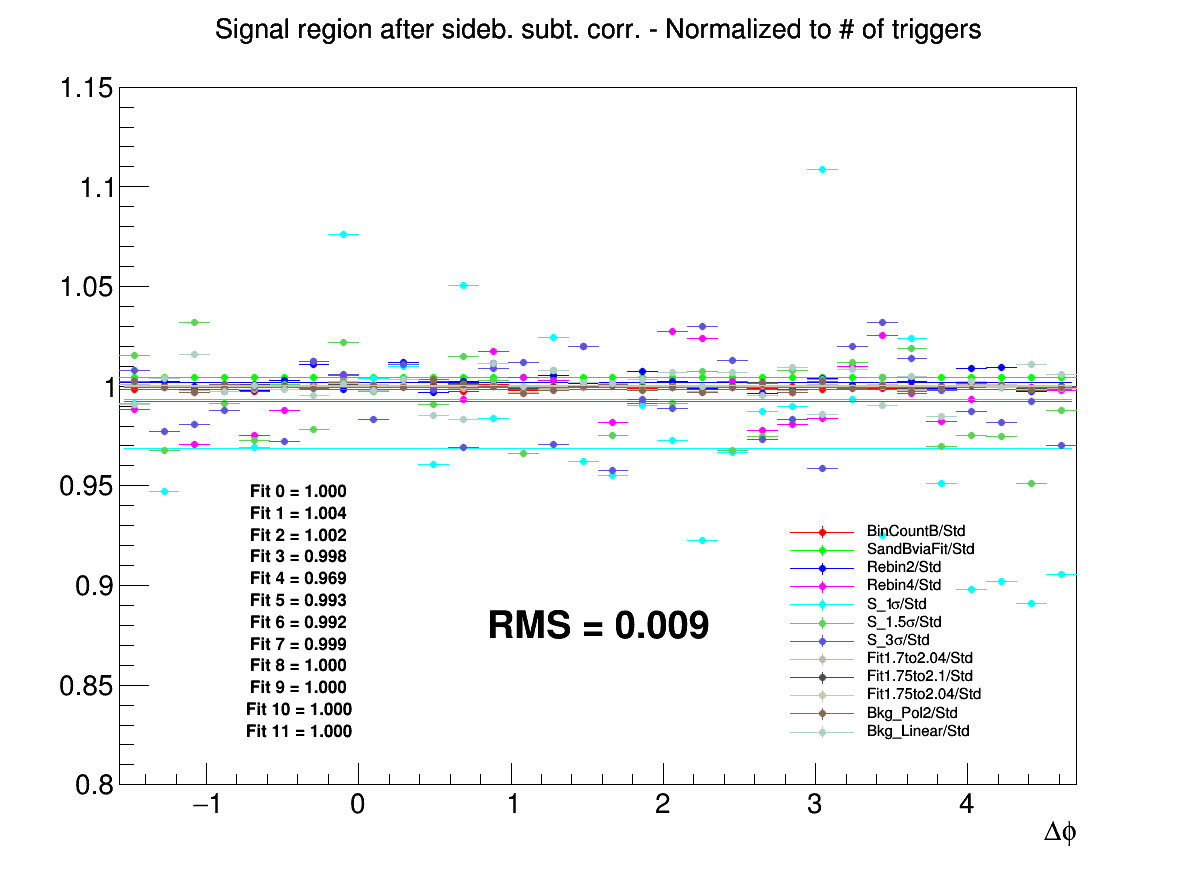 Signal region after sideb. subt. corr. - Normalized to # of triggers
1.15
1.1
1.05
1
0.95
0.9
0.85
0.8
Fit 0 = 1.000
Fit 1 = 1.004
Fit 2 = 1.002
Fit 3 = 0.998
Fit 4 = 0.969
Fit 5 = 0.993
Fit 6 = 0.992
Fit 7 = 0.999
Fit 8 = 1.000
Fit 9 = 1.000
Fit 10 = 1.000
Fit 11 = 1.000
RMS = 0.009
BinCountB/Std
SandBviaFit/Std
Rebin2/Std
Rebin4/Std
S_1σ/Std
S_1.5σ/Std
S_3σ/Std
Fit1.7to2.04/Std
Fit1.75to2.1/Std
Fit1.75to2.04/Std
Bkg_Pol2/Std
Bkg_Linear/Std
−1 0 1 2 3 4
Δϕ